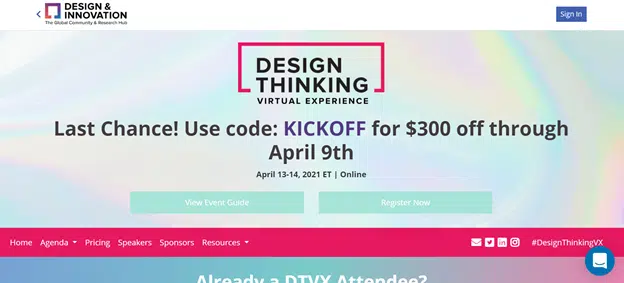 DESIGN &
INNOVATION
The Global Community & Research Hub
Sign In
DESIGN
THINKING
VIRTUAL EXPERIENCE
Last Chance! Use code: KICKOFF for $300 off through
April 9th
April 13-14, 2021 ET | Online
View Event Guide
Register Now
Home Agenda Pricing Speakers Sponsors Resources #DesignThinkingVX
Already a DTVX Attendee?